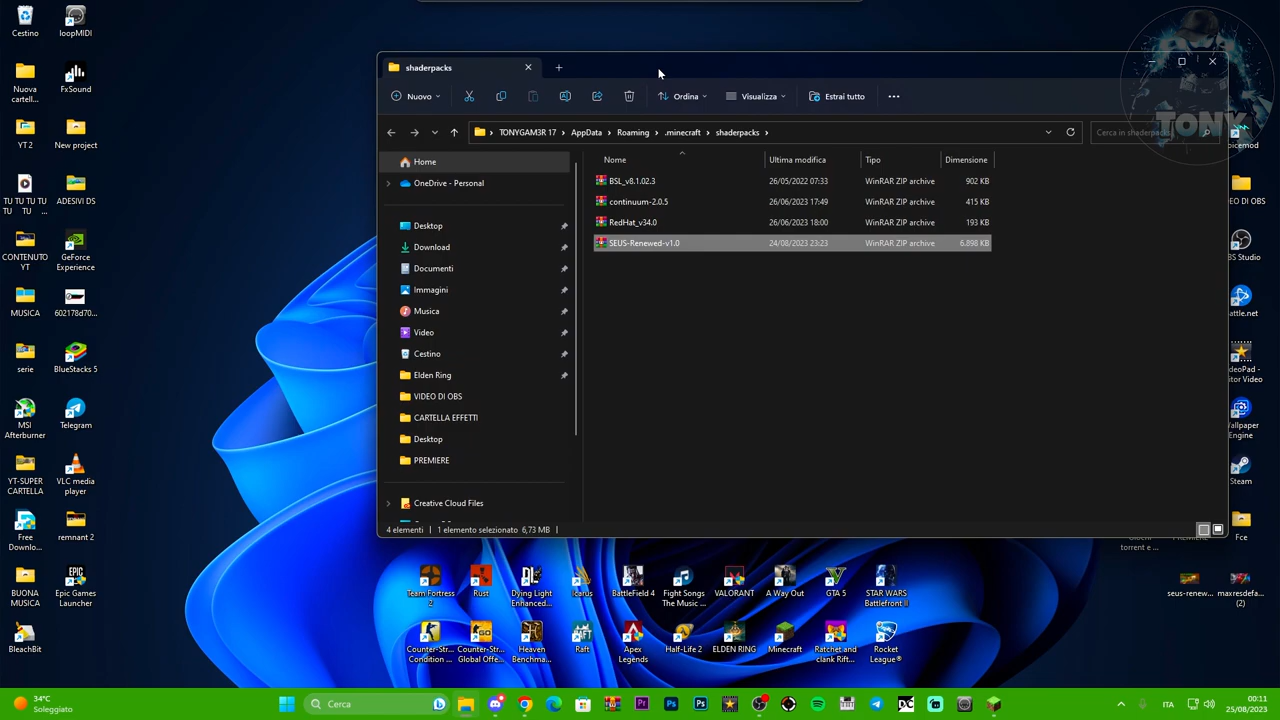 Cestino
loopMIDI
Nuova
cartell...
FxSound
YT 2
New project
TU TU TU TU
TU ...
ADESIVI DS
CONTENUTO
YT
GeForce
Experience
MUSICA
602178d70...
serie
BlueStacks 5
MSI
Afterburner
Telegram
YT-SUPER
CARTELLA
VLC media
player
Free
Downlo...
remnant 2
BUONA
MUSICA
Epic Games
Launcher
BleachBit
shaderpacks
Nuovo
Ordina
Visualizza
Estrai tutto
TONYGAM3R 17 > AppData > Roaming > .minecraft > shaderpacks >
Cerca in shaderpacks
Nome
Ultima modifica
Tipo
Dimensione
BSL_v8.1.02.3 26/05/2022 07:33 WinRAR ZIP archive 902 KB
continuum-2.0.5 26/06/2023 17:49 WinRAR ZIP archive 415 KB
RedHat_v34.0 26/06/2023 18:00 WinRAR ZIP archive 193 KB
SEUS-Renewed-v1.0 24/08/2023 23:23 WinRAR ZIP archive 6.898 KB
Home
OneDrive - Personal
Desktop
Download
Documenti
Immagini
Musica
Video
Cestino
Elden Ring
VIDEO DI OBS
CARTELLA EFFETTI
Desktop
PREMIERE
Creative Cloud Files
4 elementi
1 elemento selezionato 6,73 MB
TONY
Steam
Fce
torrent e ...
seus-renew...
maxresdefa...
(2)
Team Fortress
2
Rust
Dying Light
Enhanced...
Icarus
BattleField 4
Fight Songs
The Music ...
VALORANT
A Way Out
GTA 5
STAR WARS
Battlefront II
Counter-Str...
Condition ...
Counter-Str...
Global Offe...
Heaven
Benchma...
Raft
Apex
Legends
Half-Life 2
ELDEN RING
Minecraft
Ratchet and
clank Rift...
Rocket
League®
34°C
Soleggiato
Cerca
ITA
00:11
25/08/2023